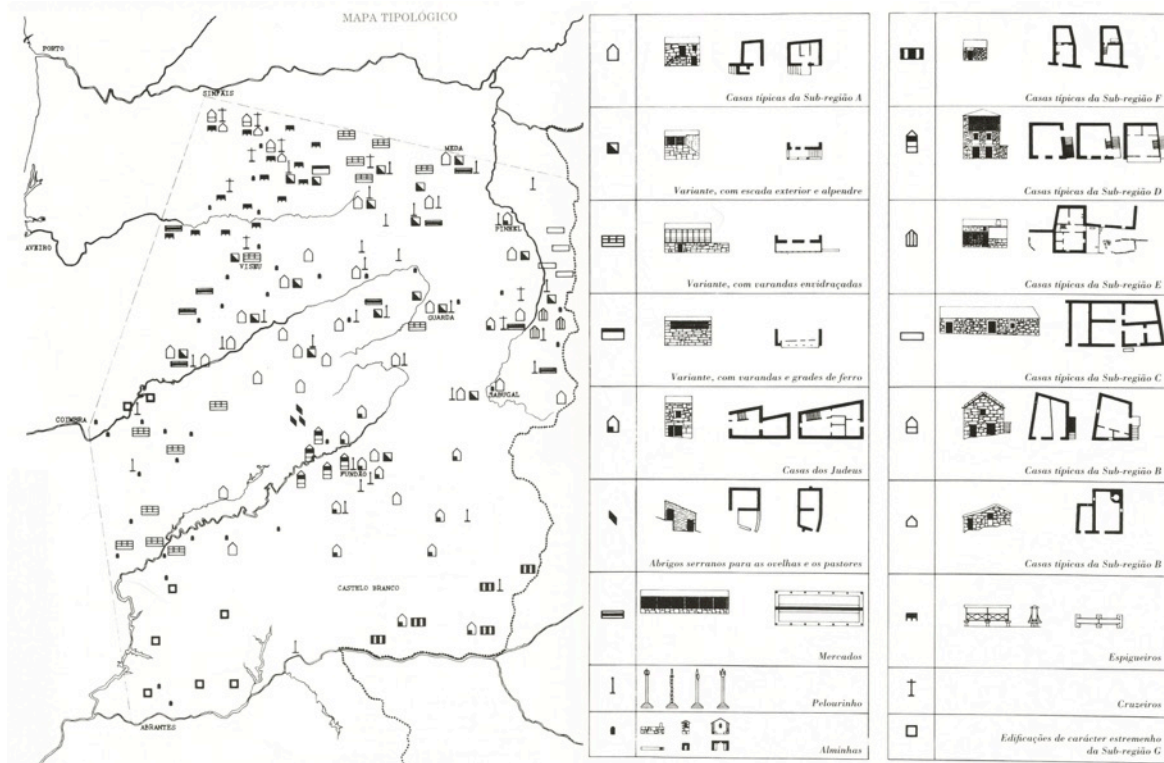 MAPA TIPOLÓGICO
PORTO
SINFAIS
MEDA
PINHEL
AVEIRO
VISEU
GUARDA
SABUGAL
COIMBRA
FUNDAO
CASTELO BRANCO
ABRANTES
Casas típicas da Sub-região A
Variante, com escada exterior e alpendre
Variante, com varandas envidraçadas
Variante, com varandas e grades de ferro
Casas dos Judeus
Abrigos serranos para as ovelhas e os pastores
Mercados
Pelourinho
Alminhas
Casas típicas da Sub-região F
Casas típicas da Sub-região D
Casas típicas da Sub-região E
Casas típicas da Sub-região C
Casas típicas da Sub-região B
Casas típicas da Sub-região B
Espigueiros
Cruzeiros
Edificações de carácter estremenho
da Sub-região G